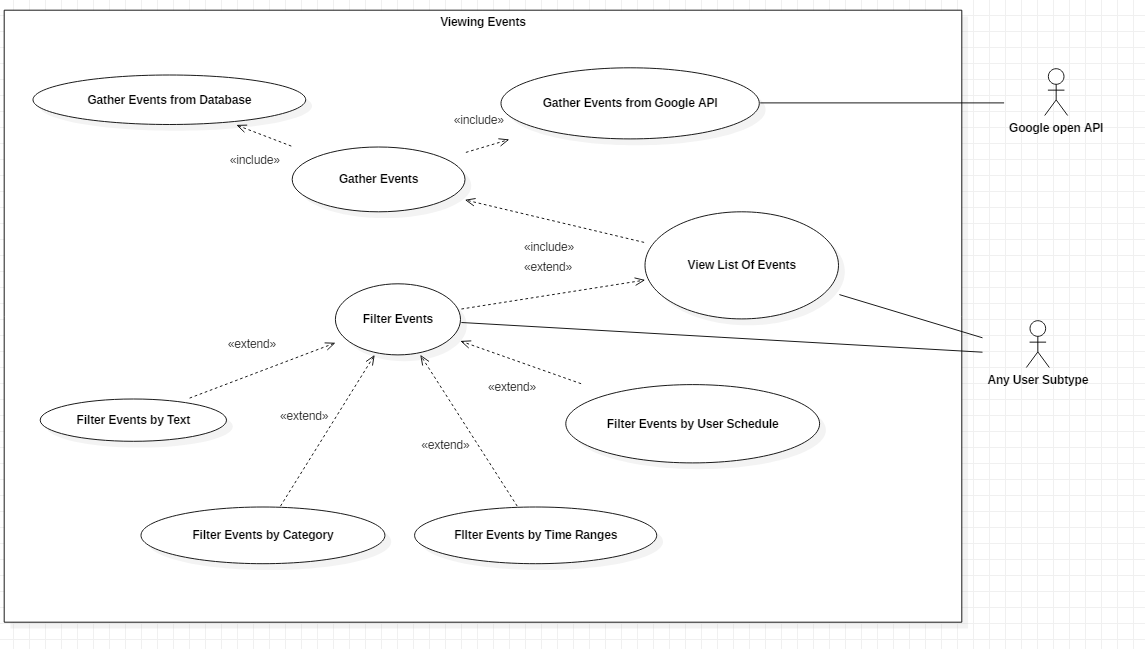 Viewing Events
Gather Events from Database
Gather Events from Google API
«include»
Google open API
«include»
Gather Events
«include»
«extend»
View List Of Events
Filter Events
«extend»
Any User Subtype
«extend»
«extend»
Filter Events by Text
Filter Events by User Schedule
«extend»
Filter Events by Category
FIlter Events by Time Ranges